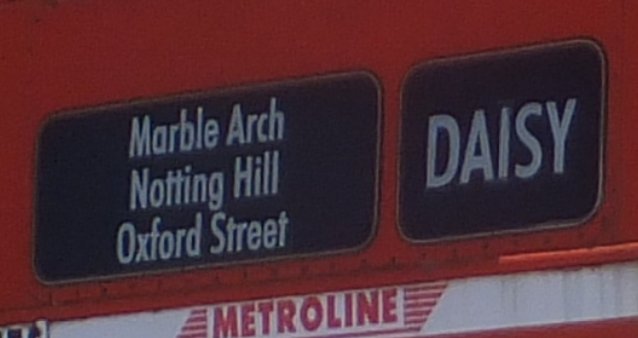 Marble Arch
Notting Hill
Oxford Street
DAISY
METROLINE